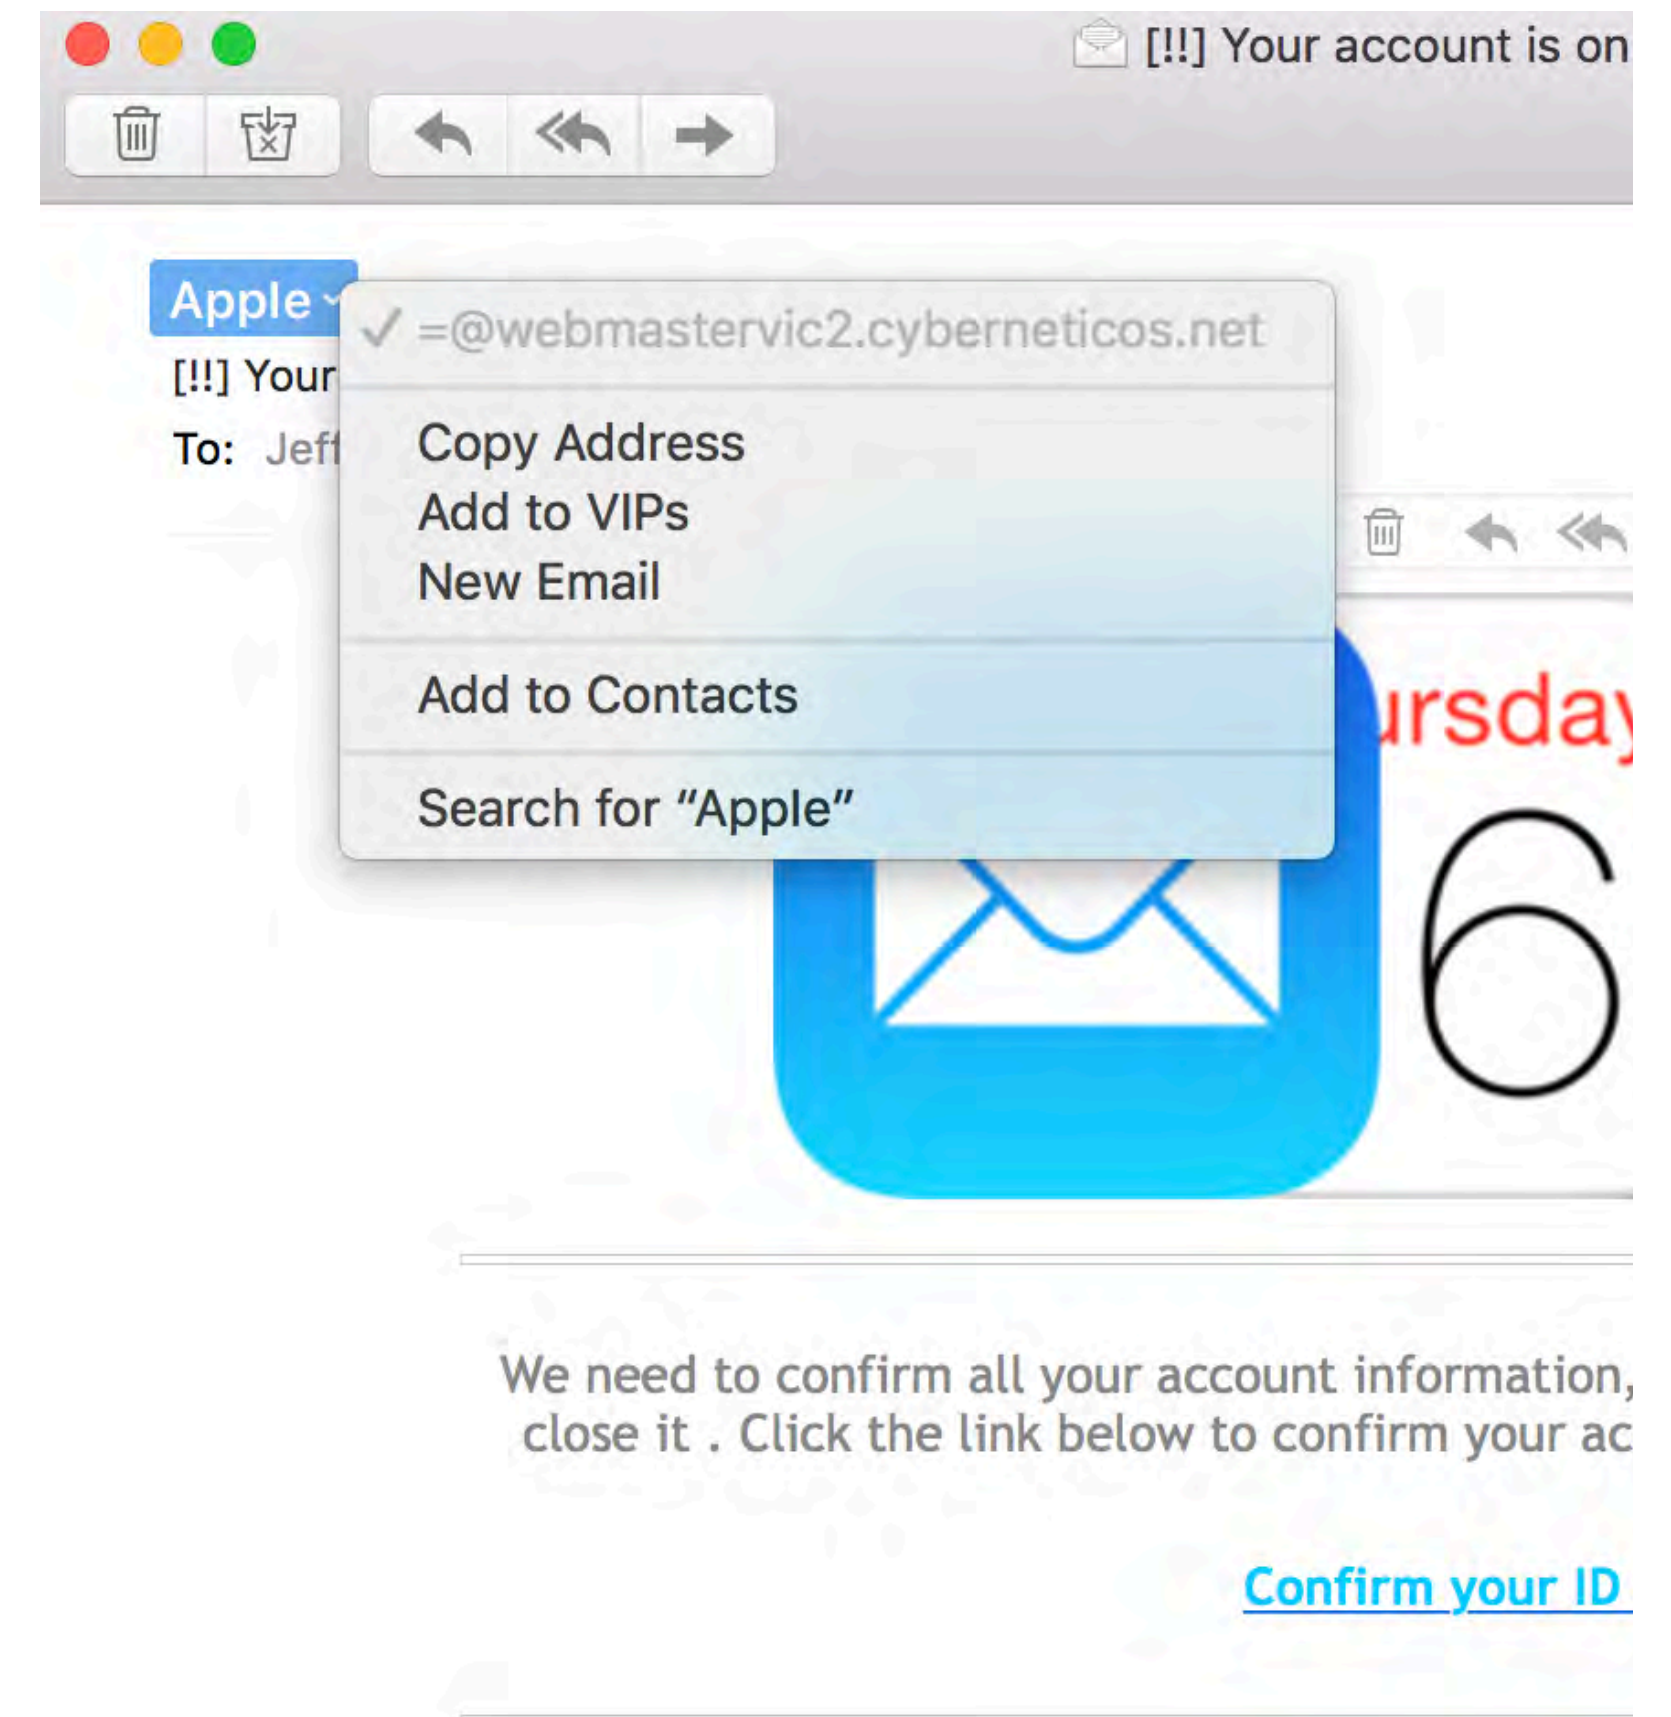 [!!] Your account is on
Apple
=@webmastervic2.cyberneticos.net
[!!] Your
To: Jeff
Copy Address
Add to VIPs
New Email
Add to Contacts
Search for “Apple”
ursday
6
We need to confirm all your account information,
close it . Click the link below to confirm your ac
Confirm your ID